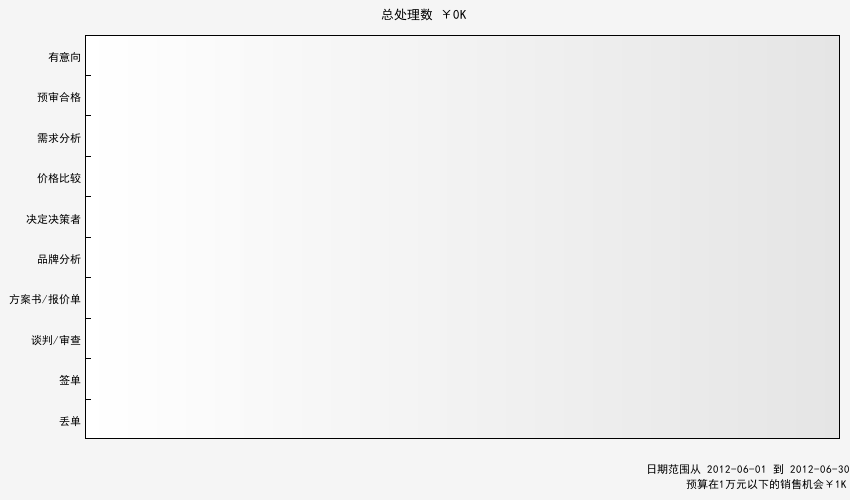 总处理数 ￥0K
有意向
预审合格
需求分析
价格比较
决定决策者
品牌分析
方案书/报价单
谈判/审查
签单
丢单
日期范围从 2012-06-01 到 2012-06-30
预算在1万元以下的销售机会￥1K